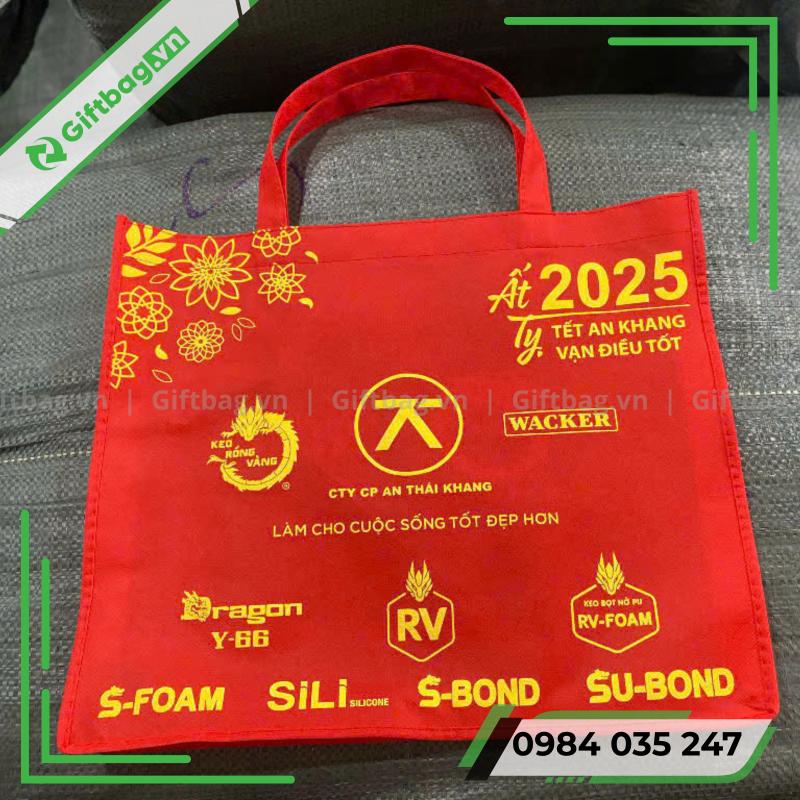 Giftbag.vn
Ất 2025
Tỵ. TẾT AN KHANG
VẠN ĐIỀU TỐT
Giftbag.vn | Giftbag.vn | Giftbag.vn | Giftbag.vn | Giftbag.vn
KEO
RỒNG
VÀNG
®
WACKER
CTY CP AN THÁI KHANG
LÀM CHO CUỘC SỐNG TỐT ĐẸP HƠN
Dragon
Y-66
RV
KEO BỌT NỞ PU
RV-FOAM
S-FOAM
SiLi SILICONE
S-BOND
SU-BOND
0984 035 247